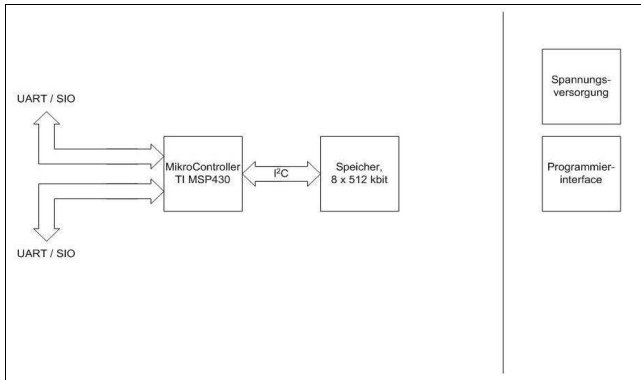 UART / SIO
MikroController
TI MSP430
I²C
Speicher,
8 x 512 kbit
UART / SIO
Spannungs-
versorgung
Programmier-
interface